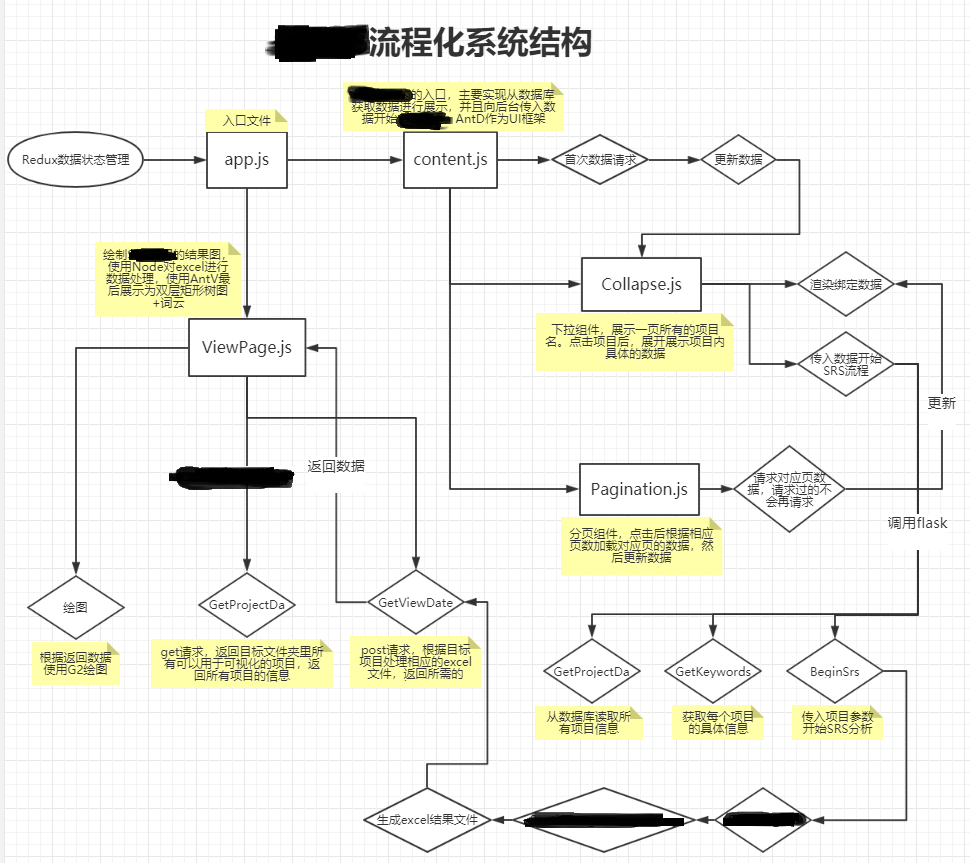 流程化系统结构
的入口，主要实现从数据库
获取数据进行展示，并且向后台传入数
据开始
AntD作为UI框架
入口文件
Redux数据状态管理
app.js
content.js
首次数据请求
更新数据
绘制
的结果图，
使用Node对excel进行
数据处理，使用AntV最
后展示为双层矩形树图
+词云
Collapse.js
渲染绑定数据
下拉组件，展示一页所有的项目
名。点击项目后，展开展示项目内
具体的数据
ViewPage.js
传入数据开始
SRS流程
更新
返回数据
Pagination.js
请求对应页数
据，请求过的不
会再请求
调用flask
分页组件，点击后根据相应
页数加载对应页的数据，然
后更新数据
绘图
GetProjectDa
GetViewDate
根据返回数据
使用G2绘图
get请求，返回目标文件夹里所
有可以用于可视化的项目，返
回所有项目的信息
post请求，根据目标
项目处理相应的excel
文件，返回所需的
GetProjectDa
GetKeywords
BeginSrs
从数据库读取所
有项目信息
获取每个项目
的具体信息
传入项目参数
开始SRS分析
生成excel结果文件